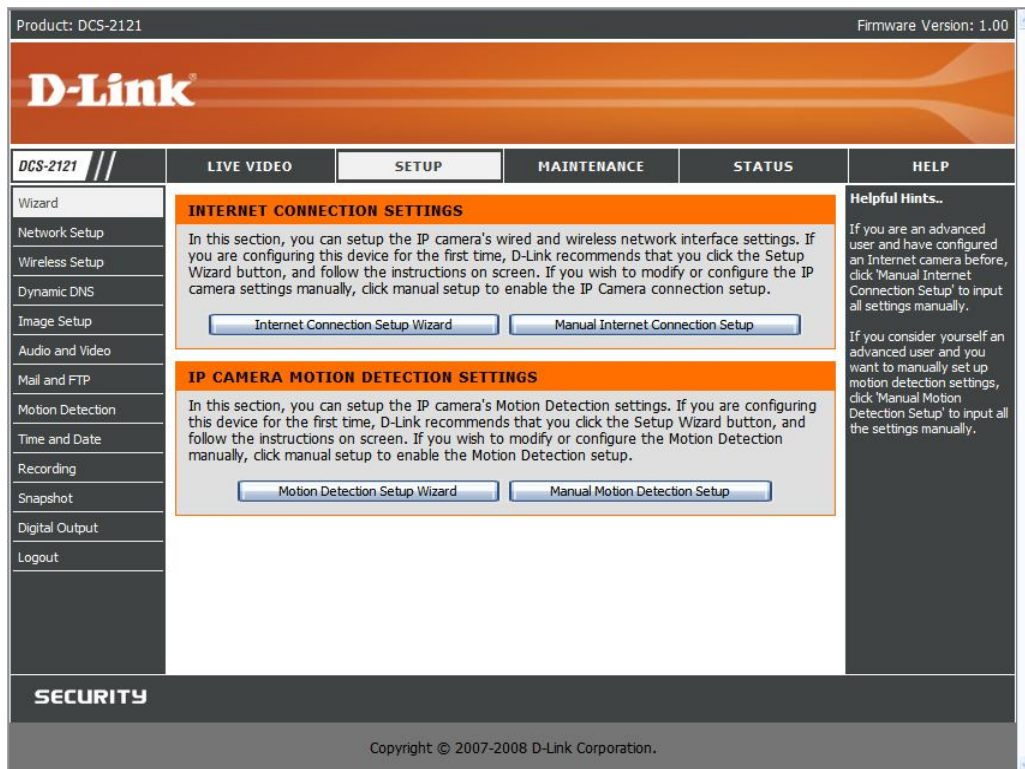 Product: DCS-2121
Firmware Version: 1.00
D-Link®
DCS-2121
LIVE VIDEO
SETUP
MAINTENANCE
STATUS
HELP
Wizard
Network Setup
Wireless Setup
Dynamic DNS
Image Setup
Audio and Video
Mail and FTP
Motion Detection
Time and Date
Recording
Snapshot
Digital Output
Logout
INTERNET CONNECTION SETTINGS
In this section, you can setup the IP camera's wired and wireless network interface settings. If
you are configuring this device for the first time, D-Link recommends that you click the Setup
Wizard button, and follow the instructions on screen. If you wish to modify or configure the IP
camera settings manually, click manual setup to enable the IP Camera connection setup.
Internet Connection Setup Wizard
Manual Internet Connection Setup
IP CAMERA MOTION DETECTION SETTINGS
In this section, you can setup the IP camera's Motion Detection settings. If you are configuring
this device for the first time, D-Link recommends that you click the Setup Wizard button, and
follow the instructions on screen. If you wish to modify or configure the Motion Detection
manually, click manual setup to enable the Motion Detection setup.
Motion Detection Setup Wizard
Manual Motion Detection Setup
Helpful Hints..
If you are an advanced
user and have configured
an Internet camera before,
click 'Manual Internet
Connection Setup' to input
all settings manually.
If you consider yourself an
advanced user and you
want to manually set up
motion detection settings,
click 'Manual Motion
Detection Setup' to input all
the settings manually.
SECURITY
Copyright © 2007-2008 D-Link Corporation.